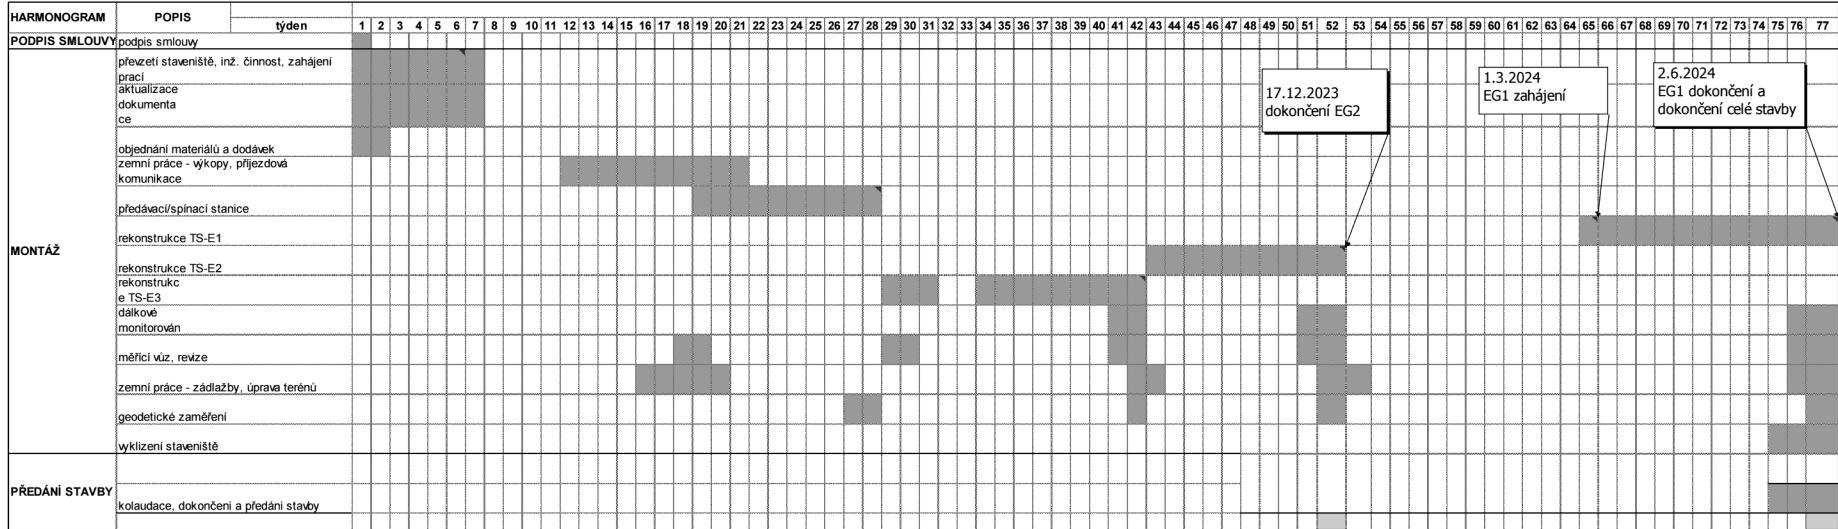 HARMONOGRAM POPIS
týden 1 2 3 4 5 6 7 8 9 10 11 12 13 14 15 16 17 18 19 20 21 22 23 24 25 26 27 28 29 30 31 32 33 34 35 36 37 38 39 40 41 42 43 44 45 46 47 48 49 50 51 52 53 54 55 56 57 58 59 60 61 62 63 64 65 66 67 68 69 70 71 72 73 74 75 76 77
PODPIS SMLOUVY podpis smlouvy
převzetí staveniště, inž. činnost, zahájení
prací
aktualizace
dokumenta
ce
17.12.2023
dokončení EG2
1.3.2024
EG1 zahájení
2.6.2024
EG1 dokončení a
dokončení celé stavby
objednání materiálů a dodávek
zemní práce - výkopy, příjezdová
komunikace
předávací/spínací stanice
rekonstrukce TS-E1
MONTÁŽ
rekonstrukce TS-E2
rekonstrukc
e TS-E3
dálkové
monitorován
měřící vůz, revize
zemní práce - zádlažby, úprava terénů
geodetické zaměření
vyklizení staveniště
PŘEDÁNÍ STAVBY
kolaudace, dokončení a předání stavby